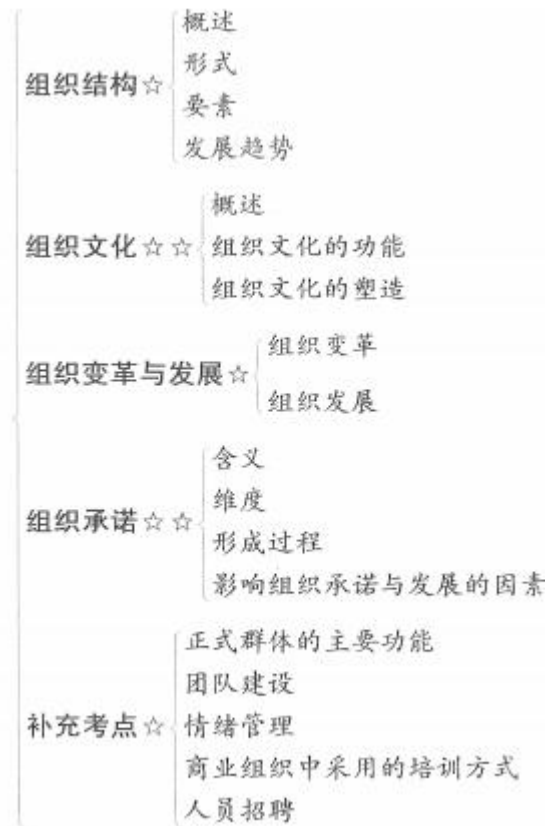 组织结构☆
概述
形式
要素
发展趋势
组织文化☆☆
概述
组织文化的功能
组织文化的塑造
组织变革与发展☆
组织变革
组织发展
组织承诺☆☆
含义
维度
形成过程
影响组织承诺与发展的因素
补充考点☆
正式群体的主要功能
团队建设
情绪管理
商业组织中采用的培训方式
人员招聘